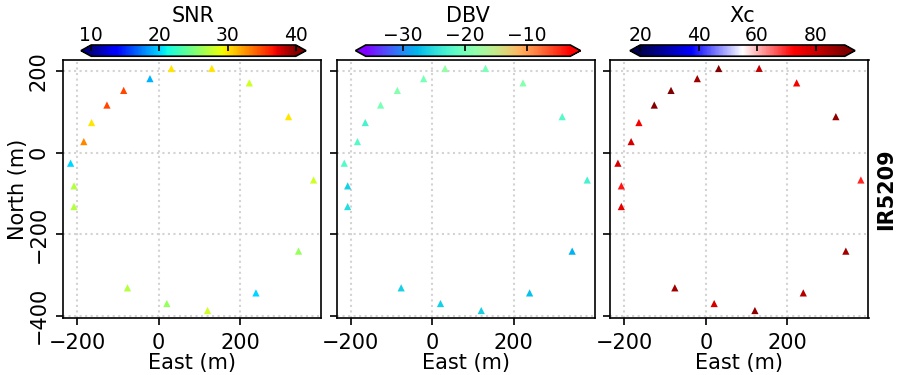 SNR DBV Xc
10 20 30 40 −30 −20 −10 20 40 60 80
200
0
−200
−400
North (m)
−200 0 200 −200 0 200 −200 0 200
East (m) East (m) East (m)
IR5209